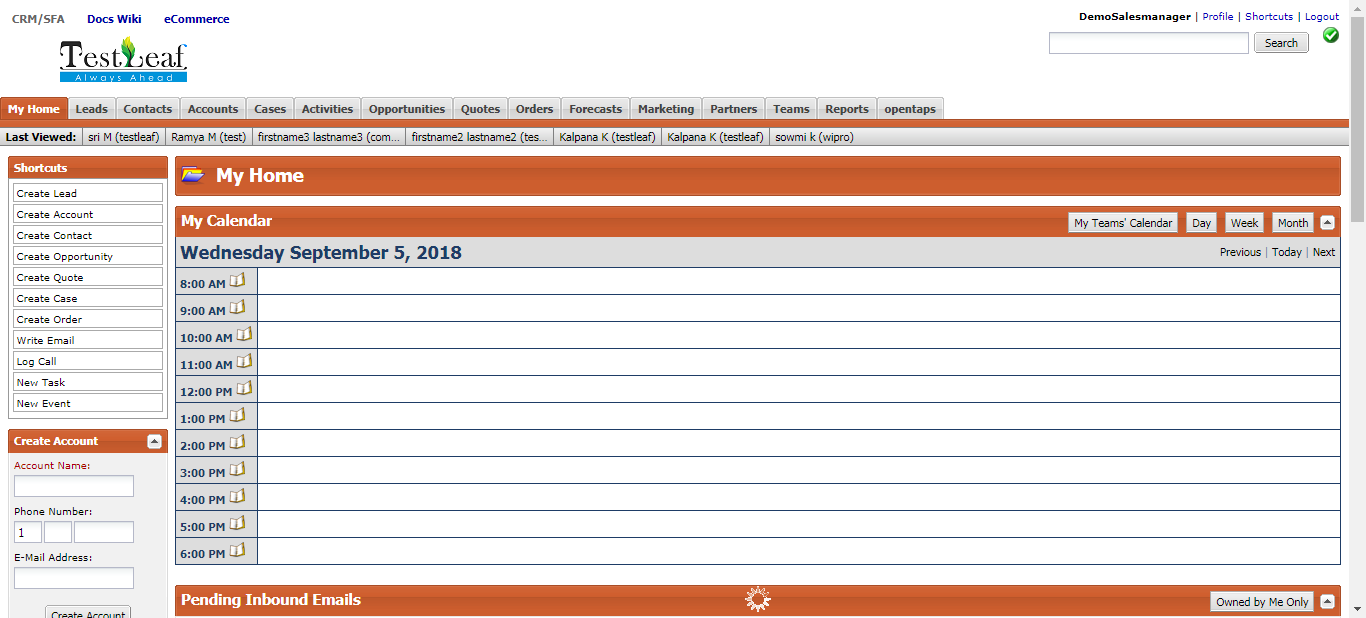 CRM/SFA Docs Wiki eCommerce
DemoSalesmanager | Profile | Shortcuts | Logout
TestLeaf
Always Ahead
Search
My Home Leads Contacts Accounts Cases Activities Opportunities Quotes Orders Forecasts Marketing Partners Teams Reports opentaps
Last Viewed: sri M (testleaf) Ramya M (test) firstname3 lastname3 (com... firstname2 lastname2 (tes... Kalpana K (testleaf) Kalpana K (testleaf) sowmi k (wipro)
Shortcuts
Create Lead
Create Account
Create Contact
Create Opportunity
Create Quote
Create Case
Create Order
Write Email
Log Call
New Task
New Event
Create Account
Account Name:
Phone Number:
1
E-Mail Address:
Create Account
My Home
My Calendar My Teams' Calendar Day Week Month
Wednesday September 5, 2018 Previous | Today | Next
8:00 AM
9:00 AM
10:00 AM
11:00 AM
12:00 PM
1:00 PM
2:00 PM
3:00 PM
4:00 PM
5:00 PM
6:00 PM
Pending Inbound Emails Owned by Me Only